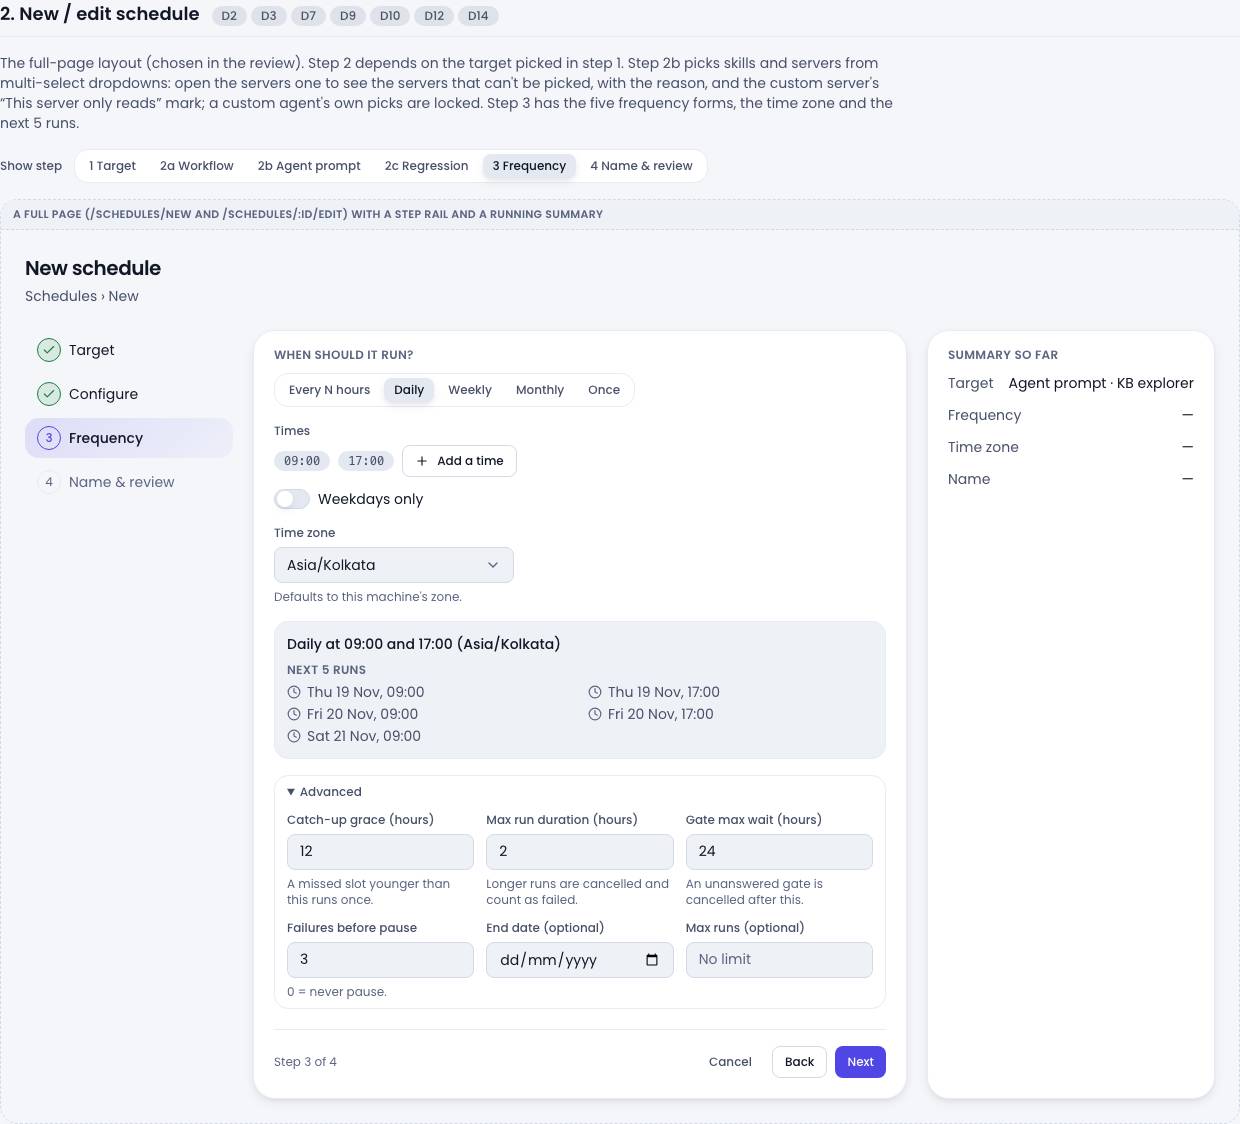 2. New / edit schedule D2 D3 D7 D9 D10 D12 D14
The full-page layout (chosen in the review). Step 2 depends on the target picked in step 1. Step 2b picks skills and servers from
multi-select dropdowns: open the servers one to see the servers that can't be picked, with the reason, and the custom server's
“This server only reads” mark; a custom agent's own picks are locked. Step 3 has the five frequency forms, the time zone and the
next 5 runs.
Show step 1 Target 2a Workflow 2b Agent prompt 2c Regression 3 Frequency 4 Name & review
A FULL PAGE (/SCHEDULES/NEW AND /SCHEDULES/:ID/EDIT) WITH A STEP RAIL AND A RUNNING SUMMARY
New schedule
Schedules › New
Target
Configure
3 Frequency
4 Name & review
WHEN SHOULD IT RUN?
Every N hours Daily Weekly Monthly Once
Times
09:00 17:00 + Add a time
Weekdays only
Time zone
Asia/Kolkata
Defaults to this machine's zone.
Daily at 09:00 and 17:00 (Asia/Kolkata)
NEXT 5 RUNS
Thu 19 Nov, 09:00 Thu 19 Nov, 17:00
Fri 20 Nov, 09:00 Fri 20 Nov, 17:00
Sat 21 Nov, 09:00
▼ Advanced
Catch-up grace (hours) Max run duration (hours) Gate max wait (hours)
12 2 24
A missed slot younger than Longer runs are cancelled and An unanswered gate is
this runs once. count as failed. cancelled after this.
Failures before pause End date (optional) Max runs (optional)
3 dd/mm/yyyy No limit
0 = never pause.
Step 3 of 4 Cancel Back Next
SUMMARY SO FAR
Target Agent prompt · KB explorer
Frequency —
Time zone —
Name —